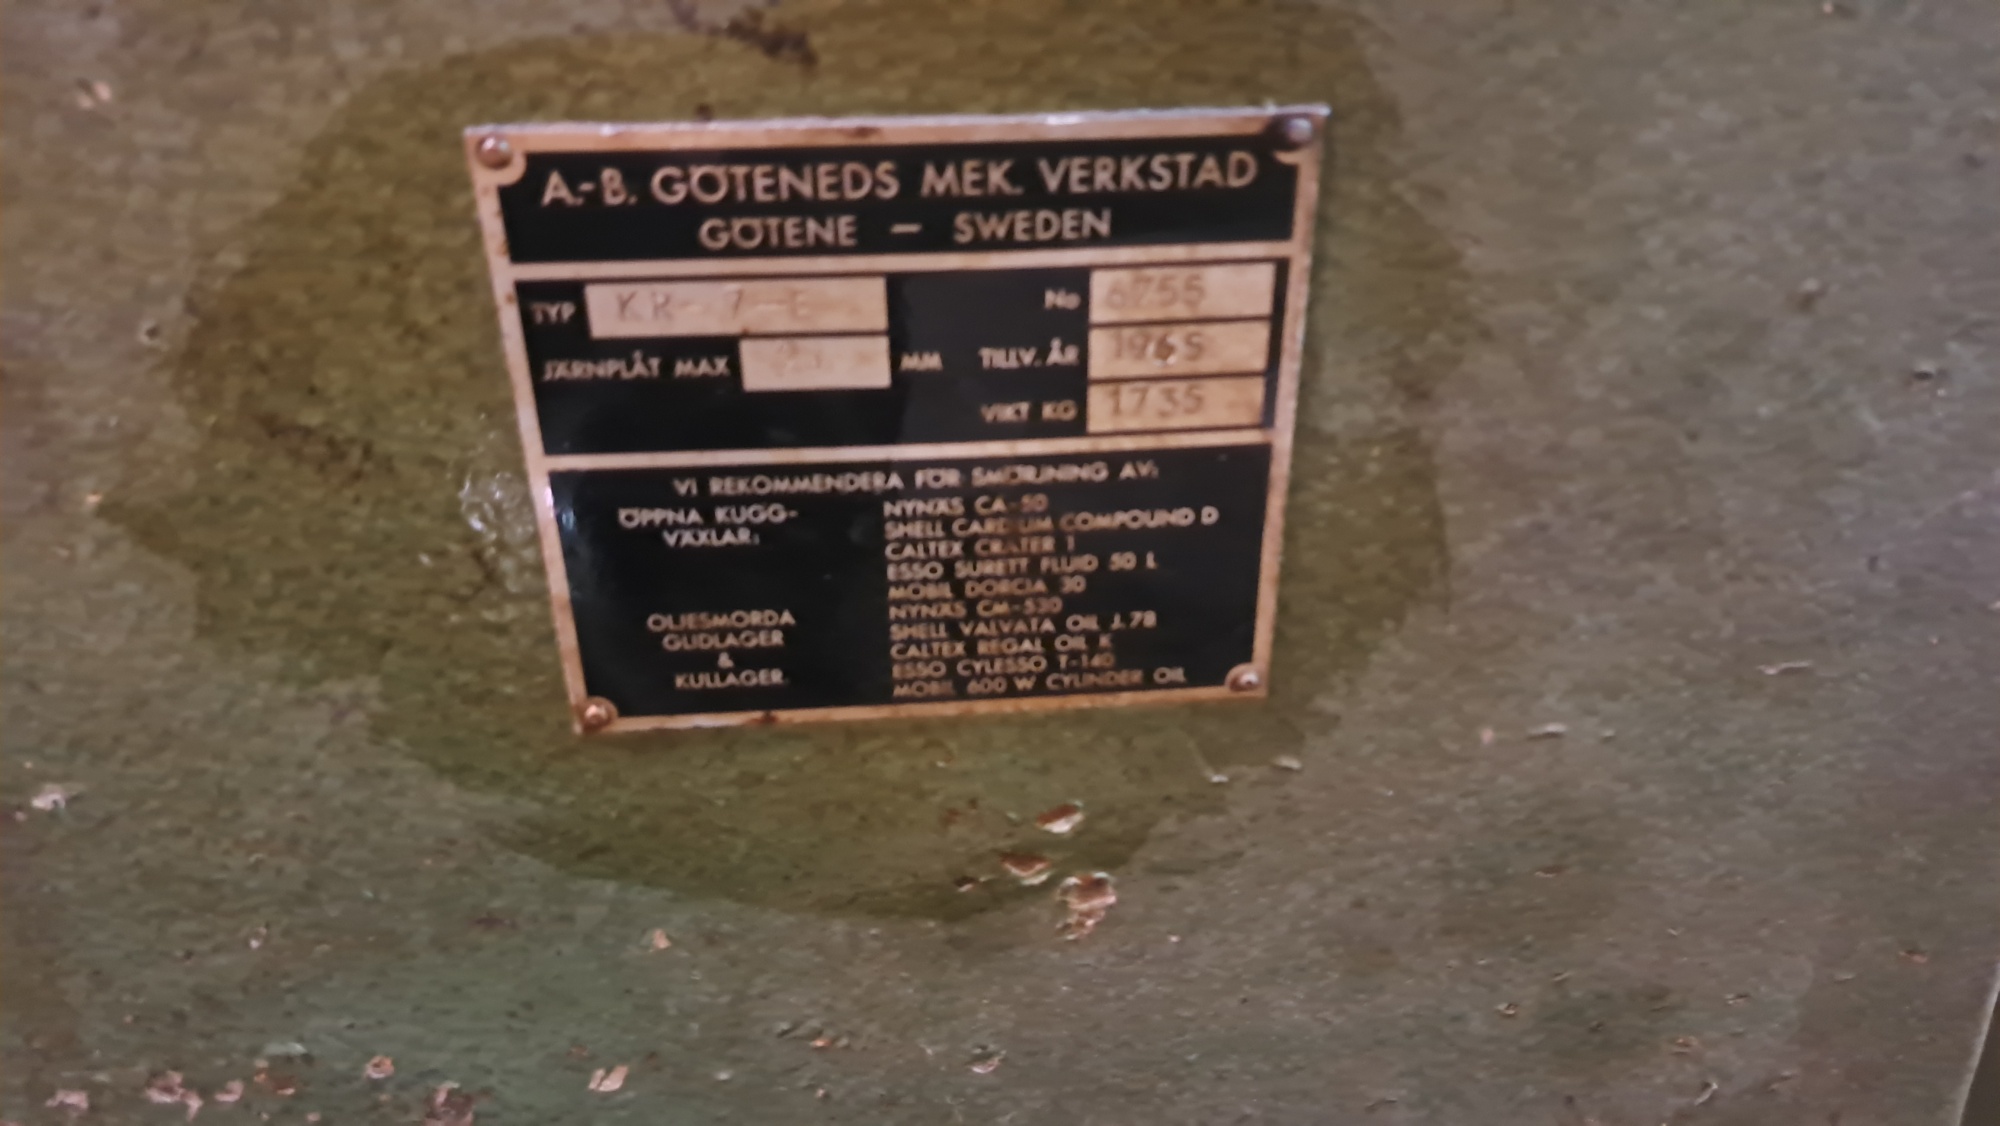 A.-B. GÖTENEDS MEK. VERKSTAD
GÖTENE — SWEDEN
TYP KR-7-E No 6755
JÄRNPLÅT MAX MM TILLV. ÅR 1965
VIKT KG 1735
VI REKOMMENDERA FÖR SMÖRJNING AV:
ÖPPNA KUGG-
VÄXLAR:
NYNÄS CA-50
SHELL CARDIUM COMPOUND D
CALTEX CRATER 1
ESSO SURETT FLUID 50 L
MOBIL DORCIA 30
OLJESMORDA
GLIDLAGER
&
KULLAGER
NYNÄS CM-530
SHELL VALVATA OIL J.78
CALTEX REGAL OIL K
ESSO CYLESSO T-140
MOBIL 600 W CYLINDER OIL